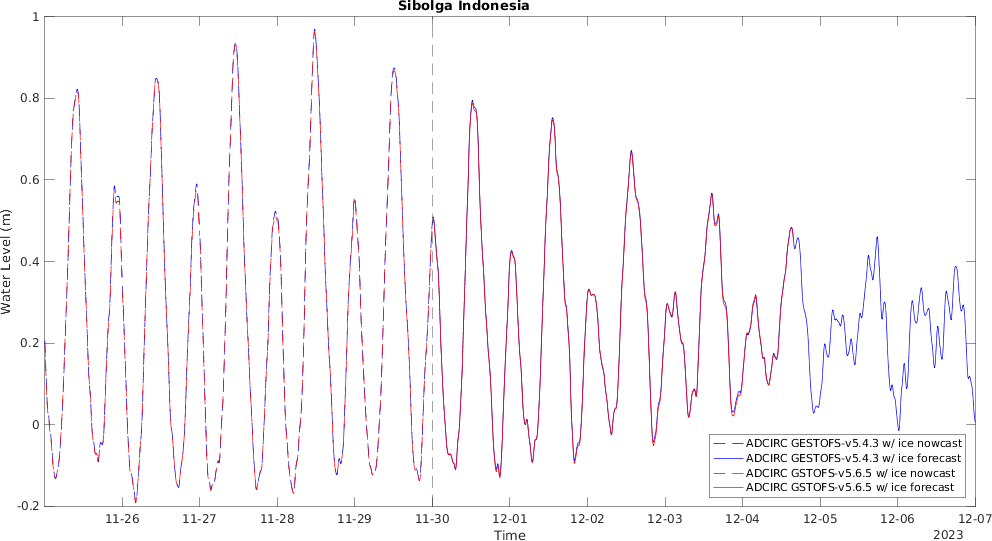 Sibolga Indonesia
1
0.8
0.6
0.4
0.2
0
-0.2
Water Level (m)
ADCIRC GESTOFS-v5.4.3 w/ ice nowcast
ADCIRC GESTOFS-v5.4.3 w/ ice forecast
ADCIRC GSTOFS-v5.6.5 w/ ice nowcast
ADCIRC GSTOFS-v5.6.5 w/ ice forecast
11-26 11-27 11-28 11-29 11-30 12-01 12-02 12-03 12-04 12-05 12-06 12-07
Time
2023